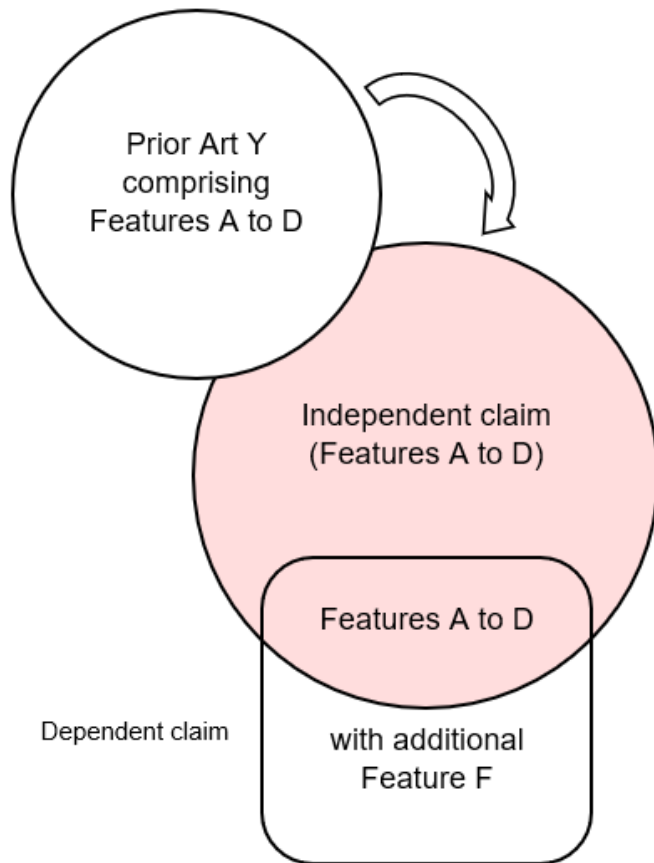 Prior Art Y
comprising
Features A to D
Independent claim
(Features A to D)
Features A to D
Dependent claim
with additional
Feature F